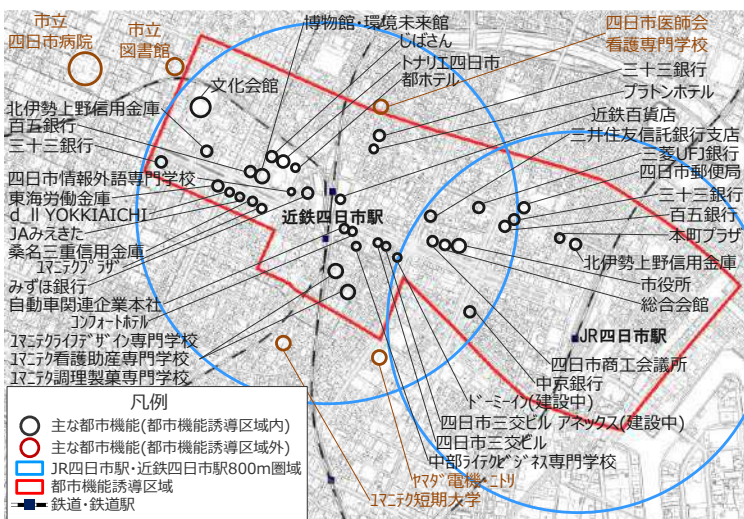 市立
四日市病院
市立
図書館
博物館・環境未来館
じばさん
トナリエ四日市
都ホテル
四日市医師会
看護専門学校
三十三銀行
プラトンホテル
近鉄百貨店
三井住友信託銀行支店
三菱UFJ銀行
四日市郵便局
三十三銀行
百五銀行
本町プラザ
北伊勢上野信用金庫
市役所
総合会館
文化会館
北伊勢上野信用金庫
百五銀行
三十三銀行
四日市情報外語専門学校
東海労働金庫
d_ll YOKKIAICHI
JAみえきた
桑名三重信用金庫
ユマニテクプラザ
みずほ銀行
自動車関連企業本社
コンフォートホテル
ユマニテクライフデザイン専門学校
ユマニテク看護助産専門学校
ユマニテク調理製菓専門学校
近鉄四日市駅
JR四日市駅
四日市商工会議所
中京銀行
ドーミーイン(建設中)
四日市三交ビル アネックス(建設中)
四日市三交ビル
中部ライテクビジネス専門学校
ヤマダ電機・ニトリ
ユマニテク短期大学
凡例
主な都市機能(都市機能誘導区域内)
主な都市機能(都市機能誘導区域外)
JR四日市駅・近鉄四日市駅800m圏域
都市機能誘導区域
鉄道・鉄道駅